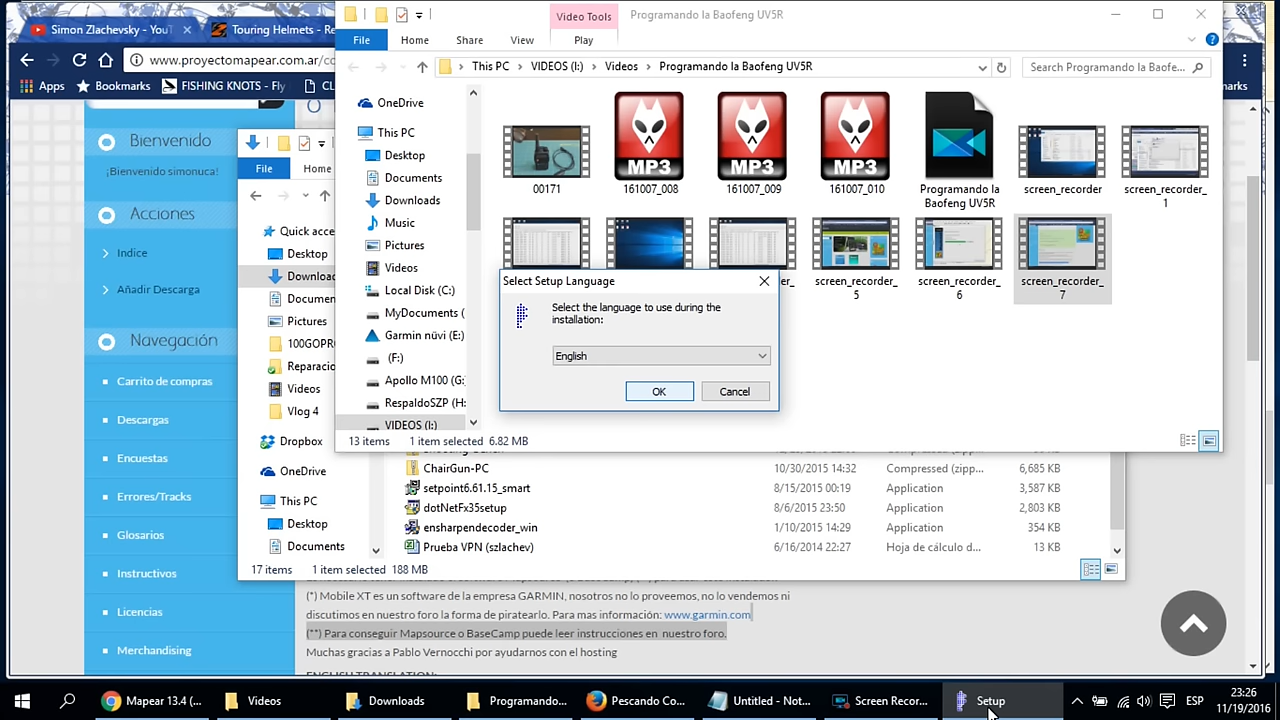 Simon Zlachevsky - YouT
Touring Helmets - Re
www.proyectomapear.com.ar/cc
Apps
Bookmarks
FISHING KNOTS - Fly
CL
marks
Video Tools
Programando la Baofeng UV5R
File
Home
Share
View
Play
This PC
VIDEOS (I:)
Videos
Programando la Baofeng UV5R
Search Programando la Baofe...
OneDrive
This PC
Desktop
Documents
Downloads
Music
Pictures
Videos
Local Disk (C:)
MyDocuments (
Garmin nüvi (E:)
(F:)
Apollo M100 (G:
RespaldoSZP (H:
VIDEOS (I:)
MP3
MP3
MP3
00171
161007_008
161007_009
161007_010
Programando la
Baofeng UV5R
screen_recorder
screen_recorder_
1
screen_recorder_
5
screen_recorder_
6
screen_recorder_
7
13 items
1 item selected 6.82 MB
Select Setup Language
Select the language to use during the
installation:
English
OK
Cancel
Bienvenido
¡Bienvenido simonuca!
Acciones
Indice
Añadir Descarga
Navegación
Carrito de compras
Descargas
Encuestas
Errores/Tracks
Glosarios
Instructivos
Licencias
Merchandising
File
Home
Quick acce
Desktop
Downloac
Documen
Pictures
100GOPR
Reparacio
Videos
Vlog 4
Dropbox
OneDrive
This PC
Desktop
Documents
ChairGun-PC
10/30/2015 14:32
Compressed (zipp...
6,685 KB
setpoint6.61.15_smart
8/15/2015 00:19
Application
3,587 KB
dotNetFx35setup
8/6/2015 23:50
Application
2,803 KB
ensharpendecoder_win
1/10/2015 14:29
Application
354 KB
Prueba VPN (szlachev)
6/16/2014 22:27
Hoja de cálculo d...
13 KB
17 items
1 item selected 188 MB
(*) Mobile XT es un software de la empresa GARMIN, nosotros no lo proveemos, no lo vendemos ni
discutimos en nuestro foro la forma de piratearlo. Para mas información: www.garmin.com
(**) Para conseguir Mapsource o BaseCamp puede leer instrucciones en nuestro foro.
Muchas gracias a Pablo Vernocchi por ayudarnos con el hosting
ENGLISH TRANSLATION:
Mapear 13.4 (...
Videos
Downloads
Programando...
Pescando Co...
Untitled - Not...
Screen Recor...
Setup
ESP
23:26
11/19/2016